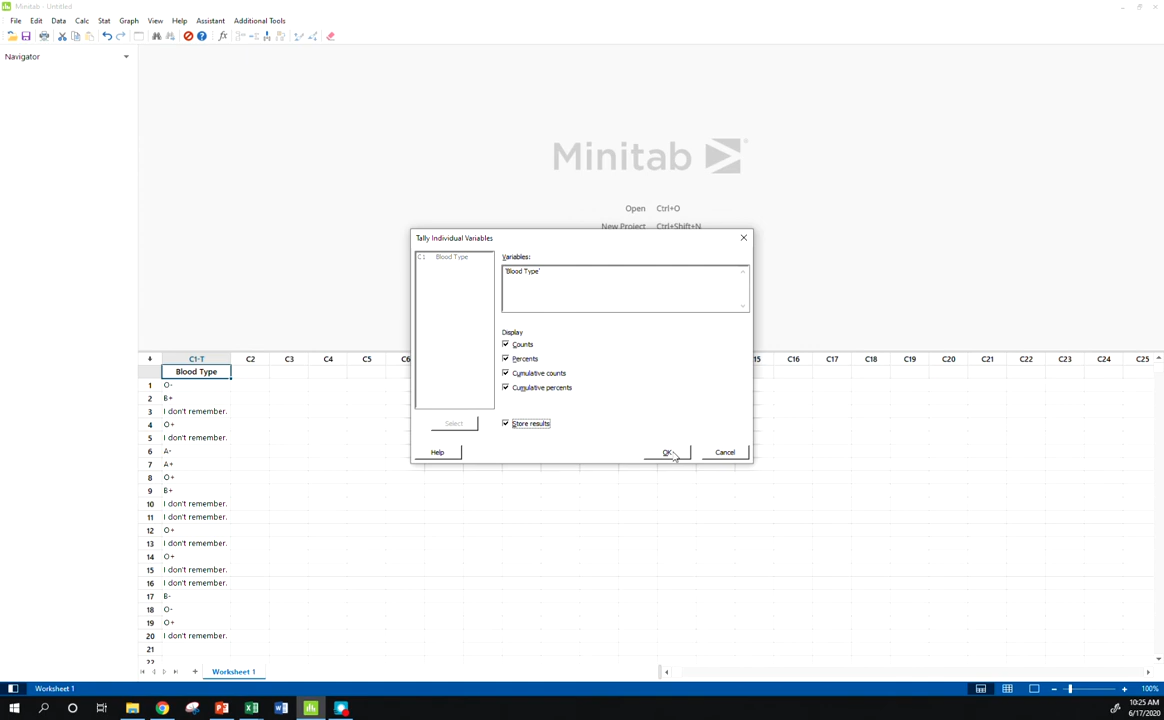 Minitab - Untitled
File Edit Data Calc Stat Graph View Help Assistant Additional Tools
fx
Navigator
Minitab
Open Ctrl+O
New Project Ctrl+Shift+N
Tally Individual Variables
C1 Blood Type
Variables:
'Blood Type'
Display
Counts
Percents
Cumulative counts
Cumulative percents
Select
Store results
Help
OK
Cancel
C1-T C2 C3 C4 C5 C6 15 C16 C17 C18 C19 C20 C21 C22 C23 C24 C25
Blood Type
1 O-
2 B+
3 I don't remember.
4 O+
5 I don't remember.
6 A-
7 A+
8 O+
9 B+
10 I don't remember.
11 I don't remember.
12 O+
13 I don't remember.
14 O+
15 I don't remember.
16 I don't remember.
17 B-
18 O-
19 O+
20 I don't remember.
21
22
Worksheet 1
Worksheet 1
100%
10:25 AM
6/17/2020